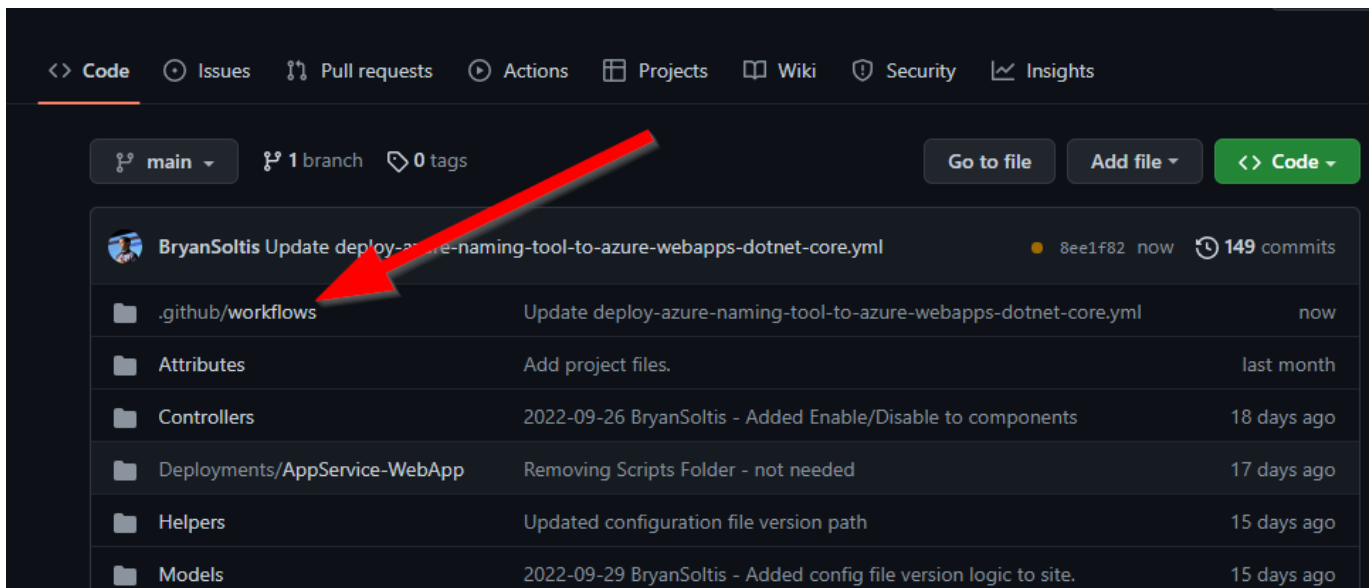 Code Issues Pull requests Actions Projects Wiki Security Insights
main 1 branch 0 tags Go to file Add file Code
BryanSoltis Update deploy-azure-naming-tool-to-azure-webapps-dotnet-core.yml 8ee1f82 now 149 commits
.github/workflows Update deploy-azure-naming-tool-to-azure-webapps-dotnet-core.yml now
Attributes Add project files. last month
Controllers 2022-09-26 BryanSoltis - Added Enable/Disable to components 18 days ago
Deployments/AppService-WebApp Removing Scripts Folder - not needed 17 days ago
Helpers Updated configuration file version path 15 days ago
Models 2022-09-29 BryanSoltis - Added config file version logic to site. 15 days ago